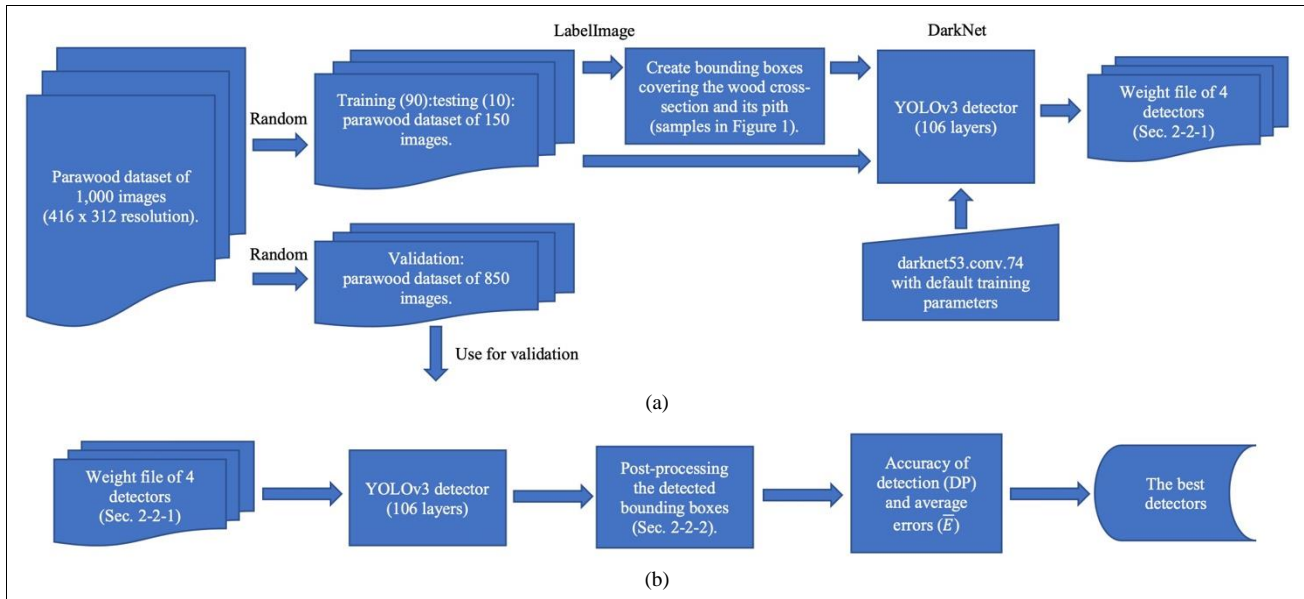 Parawood dataset of
1,000 images
(416 x 312 resolution).
Random
Training (90):testing (10):
parawood dataset of 150
images.
LabelImage
Create bounding boxes
covering the wood cross-
section and its pith
(samples in Figure 1).
DarkNet
YOLOv3 detector
(106 layers)
Weight file of 4
detectors
(Sec. 2-2-1)
darknet53.conv.74
with default training
parameters
Random
Validation:
parawood dataset of 850
images.
Use for validation
(a)
Weight file of 4
detectors
(Sec. 2-2-1)
YOLOv3 detector
(106 layers)
Post-processing
the detected
bounding boxes
(Sec. 2-2-2).
Accuracy of
detection (DP)
and average
errors (E̅)
The best
detectors
(b)